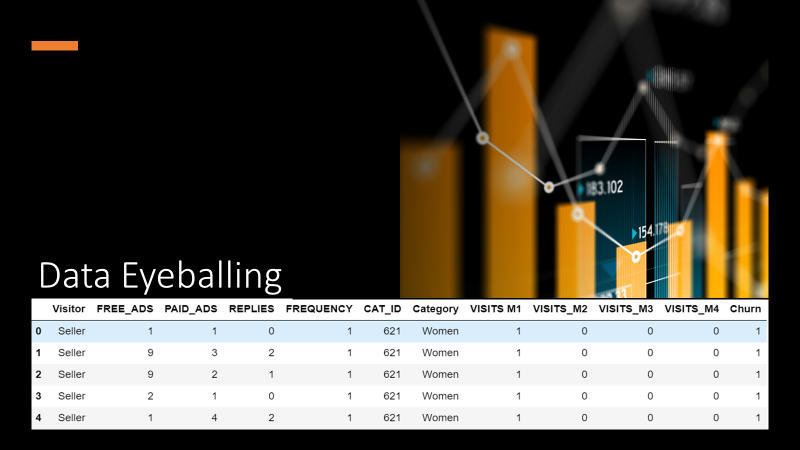 183.102
154.178
Data Eyeballing
Visitor FREE_ADS PAID_ADS REPLIES FREQUENCY CAT_ID Category VISITS M1 VISITS_M2 VISITS_M3 VISITS_M4 Churn
0 Seller 1 1 0 1 621 Women 1 0 0 0 1
1 Seller 9 3 2 1 621 Women 1 0 0 0 1
2 Seller 9 2 1 1 621 Women 1 0 0 0 1
3 Seller 2 1 0 1 621 Women 1 0 0 0 1
4 Seller 1 4 2 1 621 Women 1 0 0 0 1